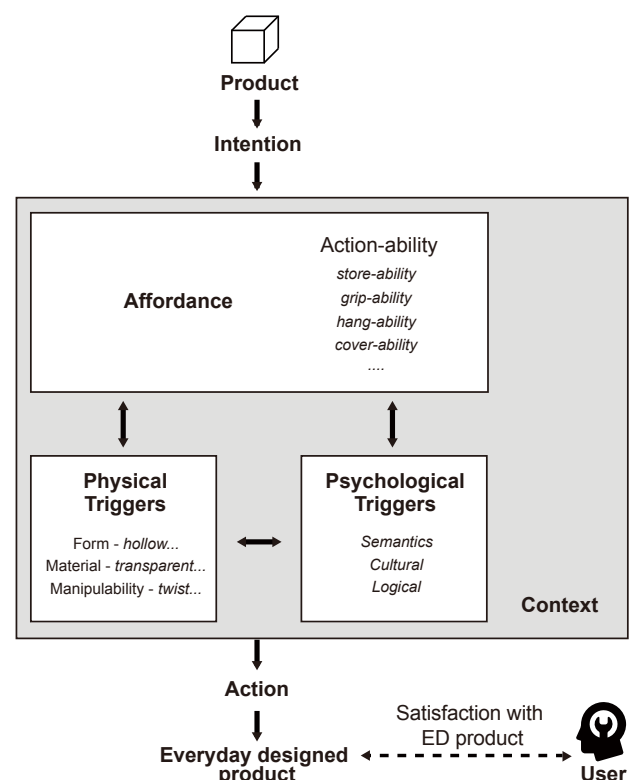 Product
Intention
Affordance
Action-ability
store-ability
grip-ability
hang-ability
cover-ability
....
Physical
Triggers
Form - hollow...
Material - transparent...
Manipulability - twist...
Psychological
Triggers
Semantics
Cultural
Logical
Context
Action
Everyday designed
product
Satisfaction with
ED product
User